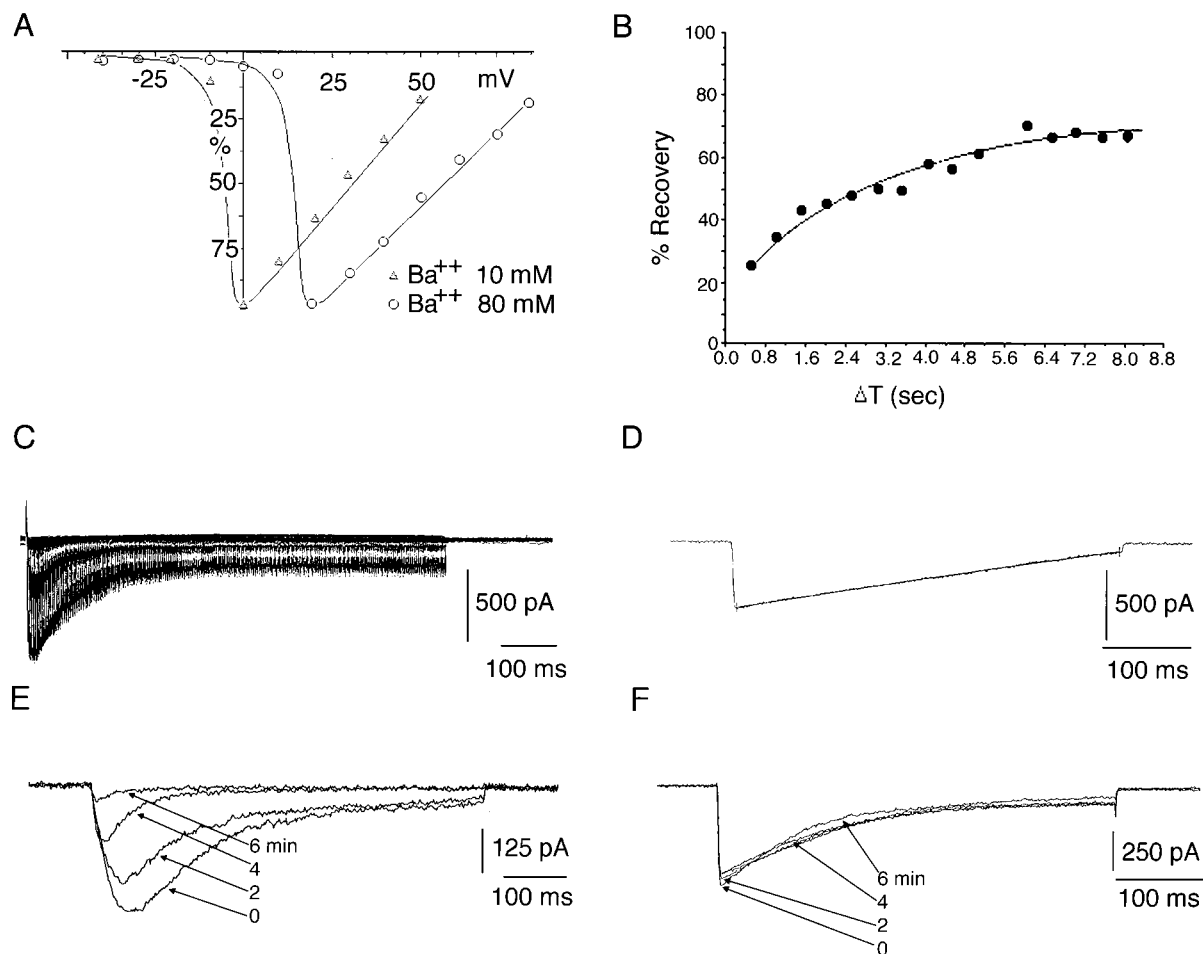 A
-25 25 50 mV
25
%
50
75
Ba++ 10 mM
Ba++ 80 mM
B
100
80
60
40
20
0
% Recovery
0.0 0.8 1.6 2.4 3.2 4.0 4.8 5.6 6.4 7.2 8.0 8.8
ΔT (sec)
C
500 pA
100 ms
D
500 pA
100 ms
E
6 min
4
2
0
125 pA
100 ms
F
6 min
4
2
0
250 pA
100 ms